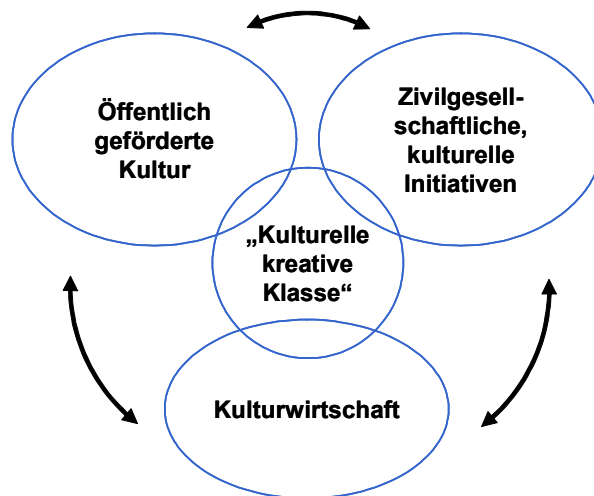 Öffentlich
geförderte
Kultur
Zivilgesell-
schaftliche,
kulturelle
Initiativen
„Kulturelle
kreative
Klasse“
Kulturwirtschaft